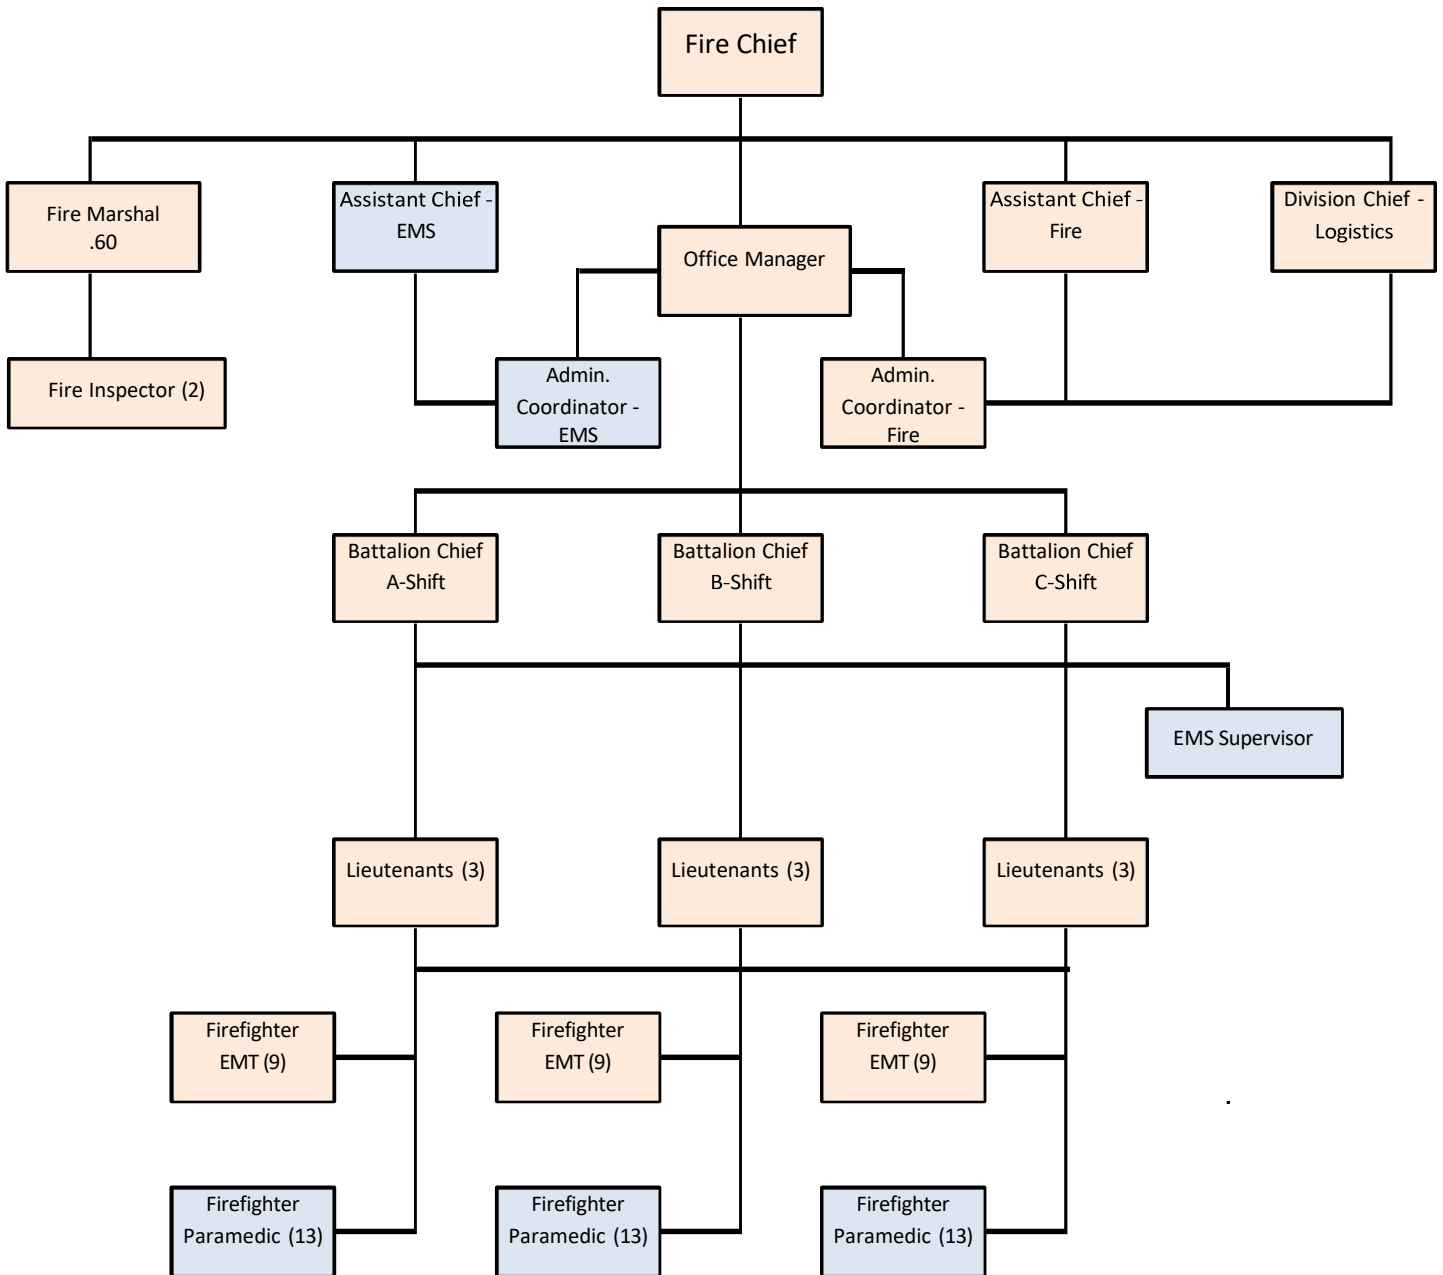 Fire Chief
Fire Marshal
.60
Assistant Chief -
EMS
Office Manager
Assistant Chief -
Fire
Division Chief -
Logistics
Fire Inspector (2)
Admin.
Coordinator -
EMS
Admin.
Coordinator -
Fire
Battalion Chief
A-Shift
Battalion Chief
B-Shift
Battalion Chief
C-Shift
EMS Supervisor
Lieutenants (3)
Lieutenants (3)
Lieutenants (3)
Firefighter
EMT (9)
Firefighter
EMT (9)
Firefighter
EMT (9)
.
Firefighter
Paramedic (13)
Firefighter
Paramedic (13)
Firefighter
Paramedic (13)